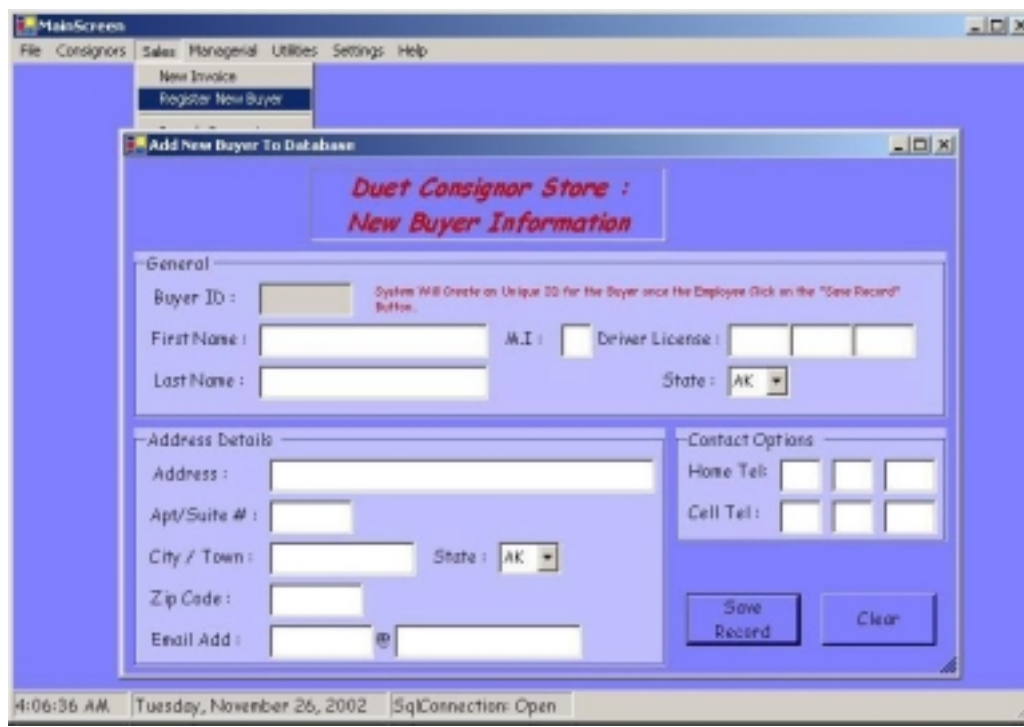 MainScreen
File Consignors Sales Managerial Utilities Settings Help
New Invoice
Register New Buyer
Add New Buyer To Database
Duet Consignor Store :
New Buyer Information
General
Buyer ID :
System Will Create an Unique ID for the Buyer once the Employee Click on the "Save Record"
Button.
First Name : M.I : Driver License :
Last Name : State : AK
Address Details
Address :
Apt/Suite # :
City / Town : State : AK
Zip Code :
Email Add : @
Contact Options
Home Tel:
Cell Tel :
Save
Record
Clear
4:06:36 AM Tuesday, November 26, 2002 SqlConnection: Open